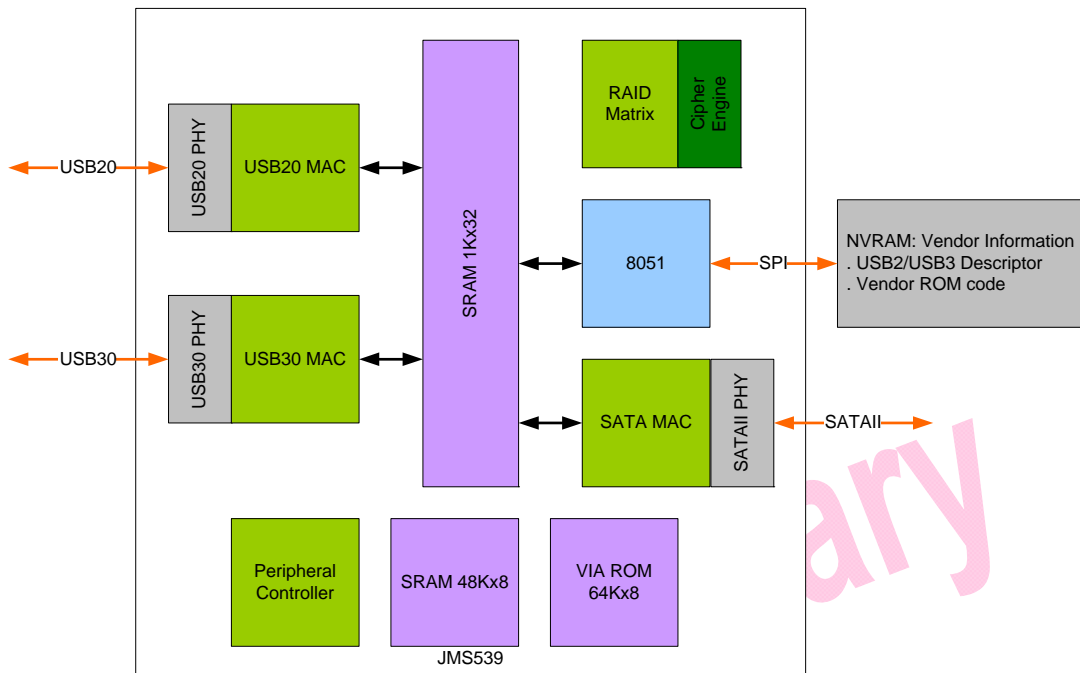 RAID
Matrix
Cipher
Engine
USB20
USB20 PHY
USB20 MAC
SRAM 1Kx32
8051
SPI
NVRAM: Vendor Information
. USB2/USB3 Descriptor
. Vendor ROM code
USB30
USB30 PHY
USB30 MAC
SATA MAC
SATAII PHY
SATAII
Peripheral
Controller
SRAM 48Kx8
VIA ROM
64Kx8
JMS539
ary